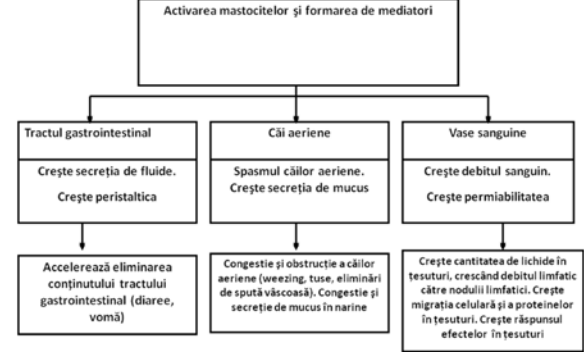 Activarea mastocitelor și formarea de mediatori
Tractul gastrointestinal
Crește secreția de fluide.
Crește peristaltica
Accelerează eliminarea
conținutului tractului
gastrointestinal (diaree,
vomă)
Căi aeriene
Spasmul căilor aeriene.
Crește secreția de mucus
Congestie și obstrucție a căilor
aeriene (weezing, tuse, eliminări
de spută vâscoasă). Congestie și
secreție de mucus în narine
Vase sanguine
Crește debitul sanguin.
Crește permiabilitatea
Crește cantitatea de lichide în
țesuturi, crescând debitul limfatic
către nodulii limfatici. Crește
migrația celulară și a proteinelor
în țesuturi. Crește răspunsul
efectelor în țesuturi